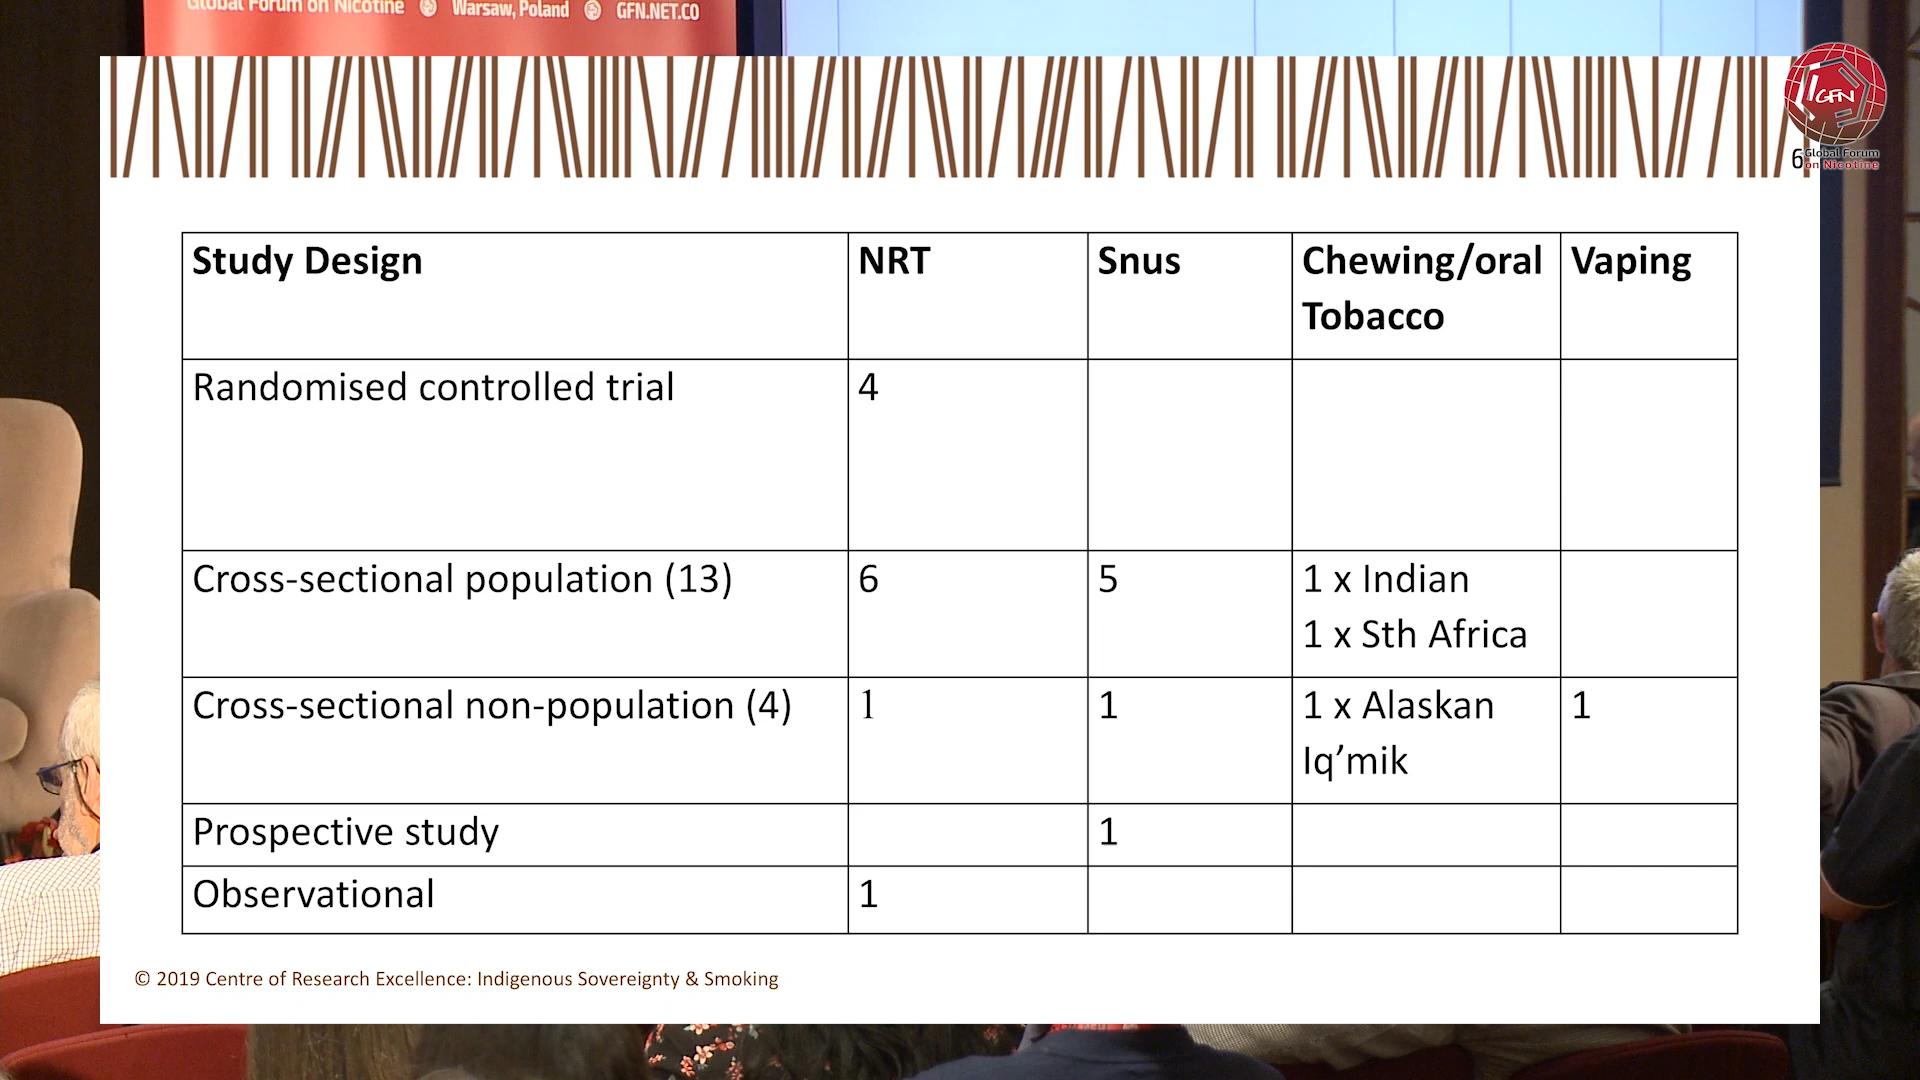 Global Forum on Nicotine Warsaw, Poland GFN.NET.CO
GFN
6 Global Forum
on Nicotine
Study Design NRT Snus Chewing/oral Vaping
Tobacco
Randomised controlled trial 4
Cross-sectional population (13) 6 5 1 x Indian
1 x Sth Africa
Cross-sectional non-population (4) 1 1 1 x Alaskan 1
Iq’mik
Prospective study 1
Observational 1
© 2019 Centre of Research Excellence: Indigenous Sovereignty & Smoking